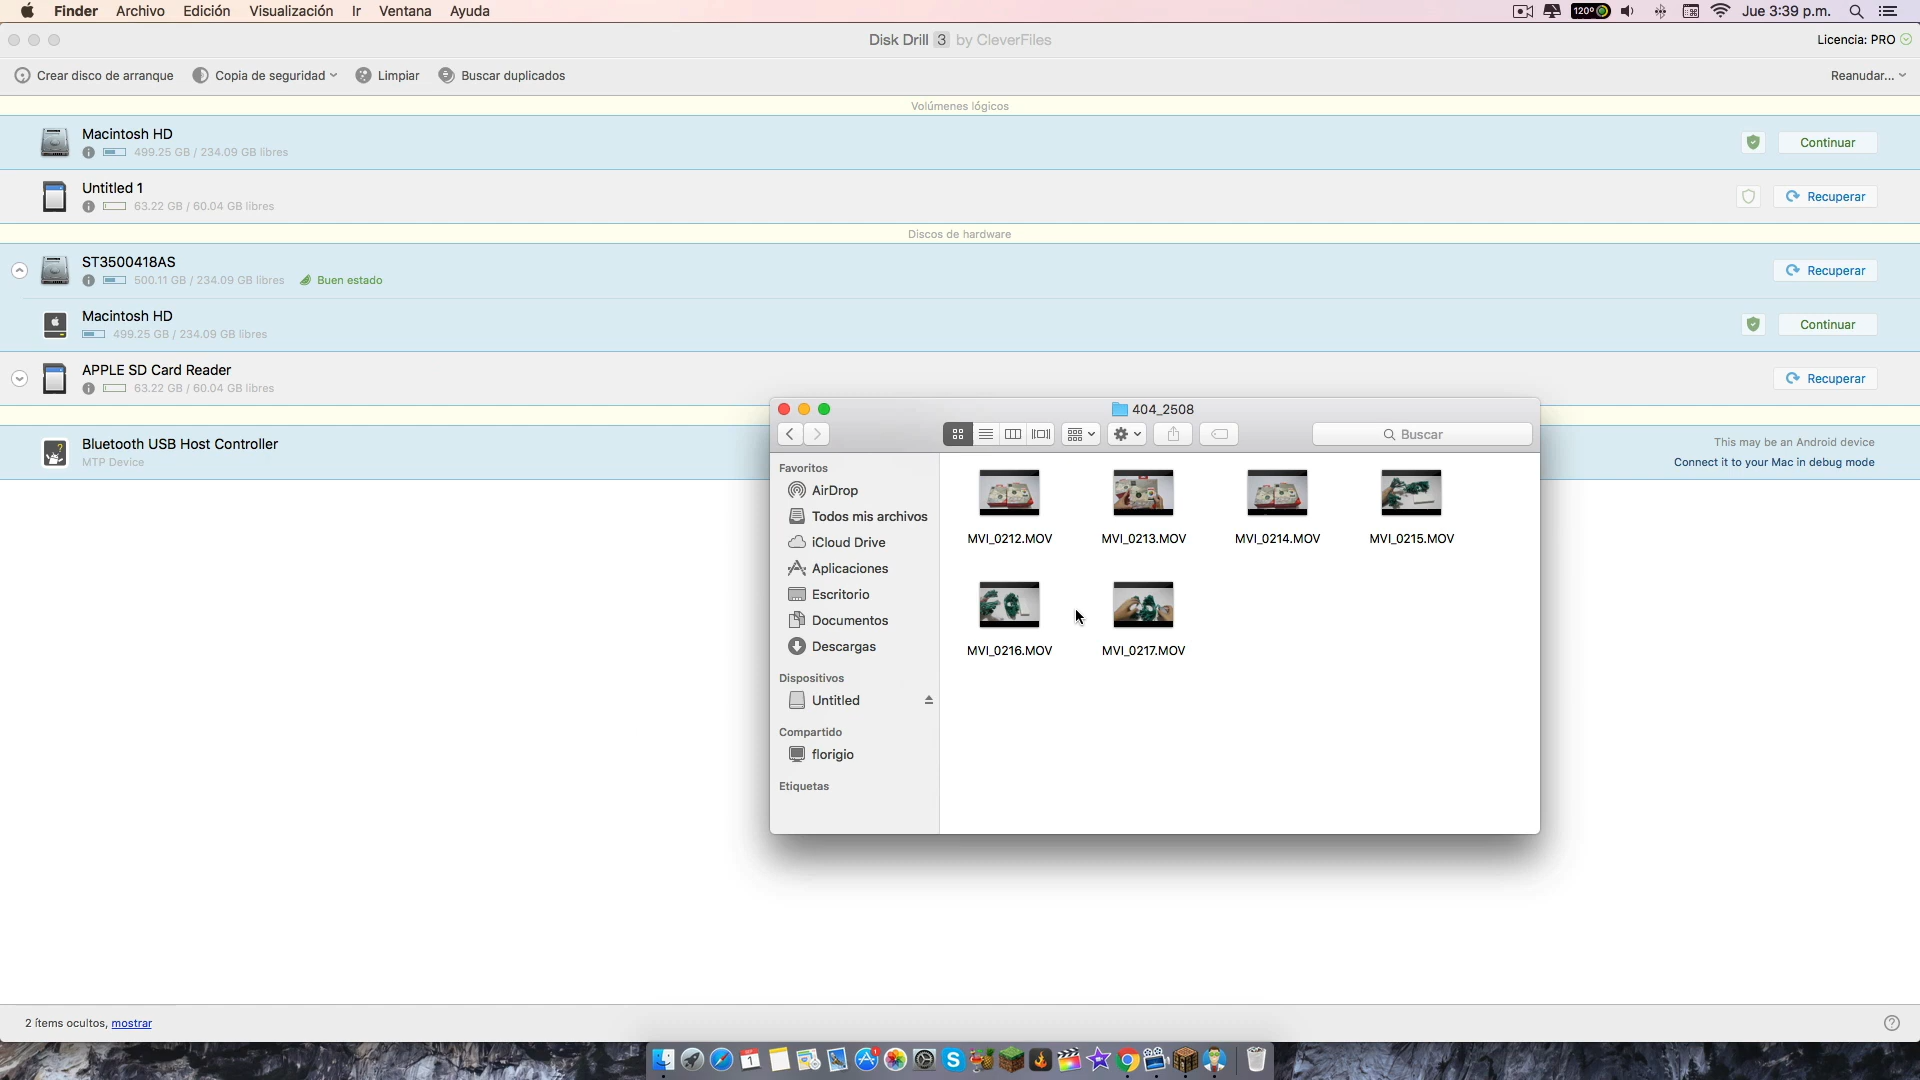 Finder Archivo Edición Visualización Ir Ventana Ayuda
120° Jue 3:39 p.m.
Disk Drill 3 by CleverFiles
Licencia: PRO
Crear disco de arranque Copia de seguridad Limpiar Buscar duplicados
Reanudar...
Volúmenes lógicos
Macintosh HD
499.25 GB / 234.09 GB libres
Continuar
Untitled 1
63.22 GB / 60.04 GB libres
Recuperar
Discos de hardware
ST3500418AS
500.11 GB / 234.09 GB libres Buen estado
Recuperar
Macintosh HD
499.25 GB / 234.09 GB libres
Continuar
APPLE SD Card Reader
63.22 GB / 60.04 GB libres
Recuperar
Bluetooth USB Host Controller
MTP Device
This may be an Android device
Connect it to your Mac in debug mode
404_2508
Buscar
Favoritos
AirDrop
Todos mis archivos
iCloud Drive
Aplicaciones
Escritorio
Documentos
Descargas
Dispositivos
Untitled
Compartido
florigio
Etiquetas
MVI_0212.MOV MVI_0213.MOV MVI_0214.MOV MVI_0215.MOV
MVI_0216.MOV MVI_0217.MOV
2 ítems ocultos, mostrar